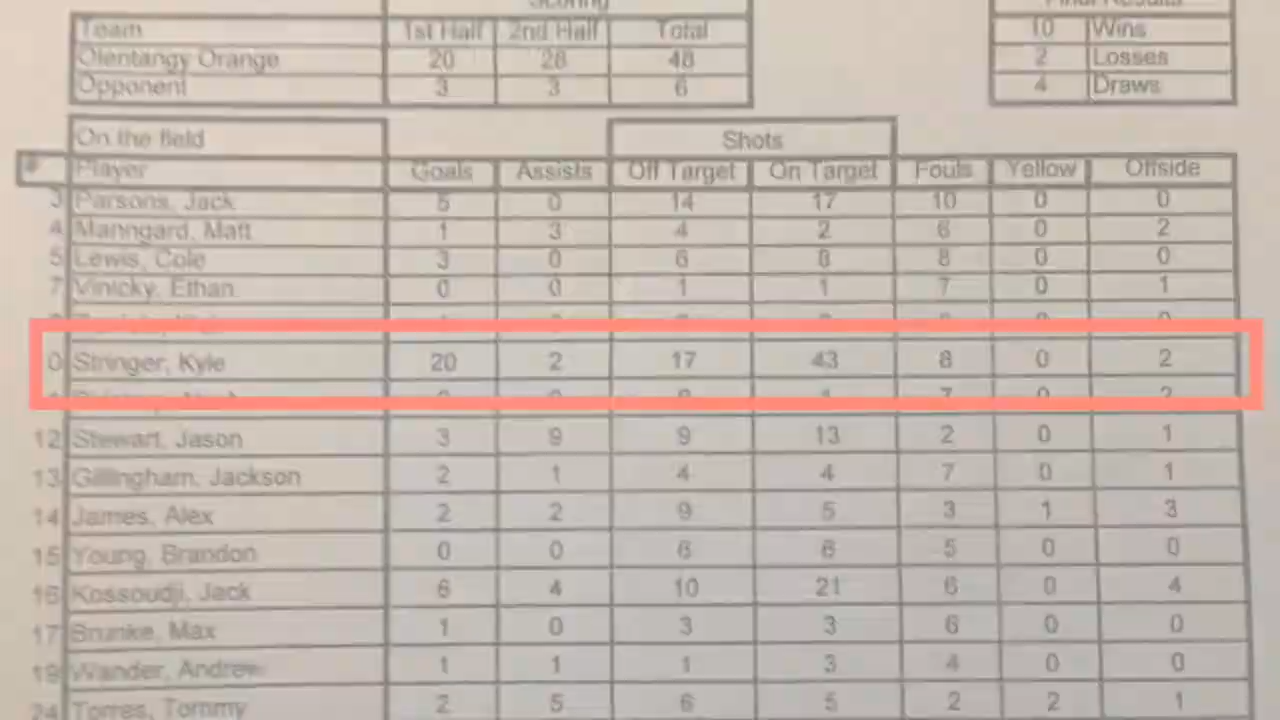 Scoring
Final Results
Team 1st Half 2nd Half Total
10 Wins
Olentangy Orange 20 28 48
2 Losses
Opponent 3 3 6
4 Draws
On the field Shots
# Player Goals Assists Off Target On Target Fouls Yellow Offside
3 Parsons, Jack 5 0 14 17 10 0 0
4 Manngard, Matt 1 3 4 2 6 0 2
5 Lewis, Cole 3 0 6 8 8 0 0
7 Vinicky, Ethan 0 0 1 1 7 0 1
0 Stringer, Kyle 20 2 17 43 8 0 2
12 Stewart, Jason 3 9 9 13 2 0 1
13 Gillingham, Jackson 2 1 4 4 7 0 1
14 James, Alex 2 2 9 5 3 1 3
15 Young, Brandon 0 0 6 6 5 0 0
16 Kossoudji, Jack 6 4 10 21 6 0 4
17 Brunke, Max 1 0 3 3 6 0 0
19 Wander, Andrew 1 1 1 3 4 0 0
24 Torres, Tommy 2 5 6 5 2 2 1